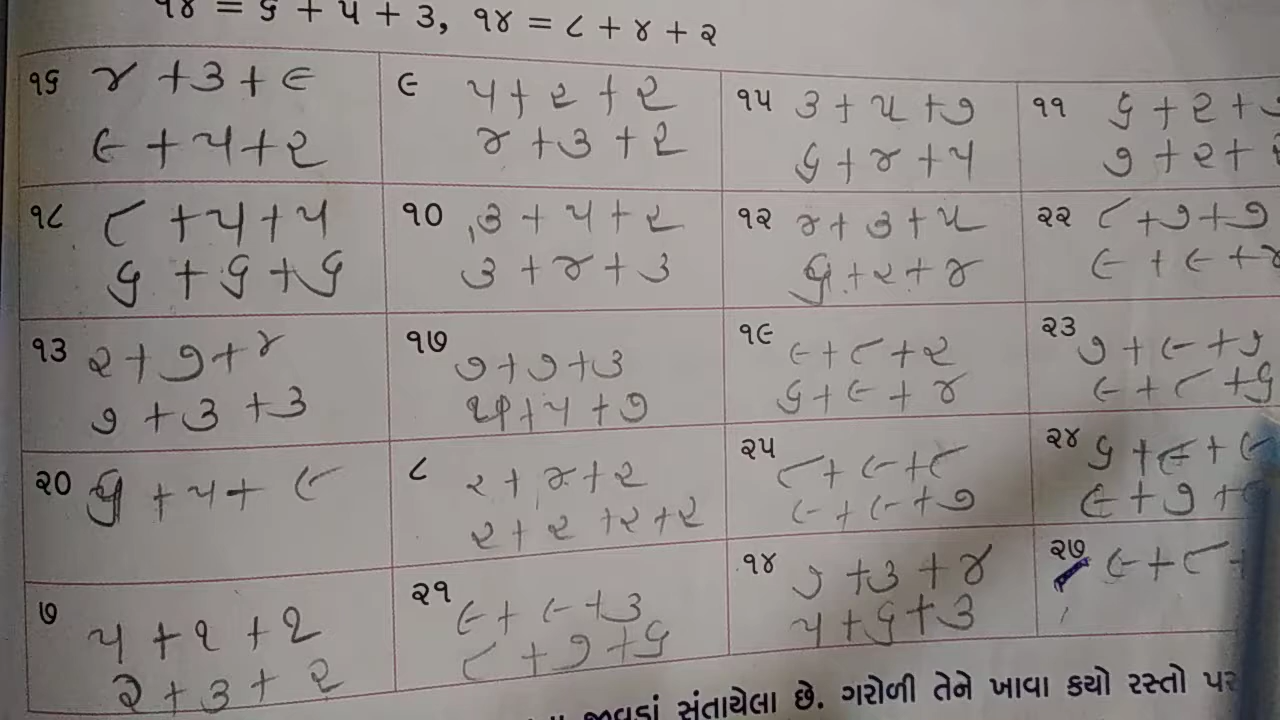 ૧૪ = ૬ + ૫ + ૩, ૧૪ = ૮ + ૪ + ૨
૧૬ ૪ + ૩ + ૯
૯ + ૫ + ૨
૯ ૫ + ૨ + ૨
૪ + ૩ + ૨
૧૫ ૩ + ૫ + ૭
૬ + ૪ + ૫
૧૧ ૬ + ૨ +
૭ + ૨ +
૧૮ ૮ + ૫ + ૫
૬ + ૬ + ૬
૧૦ ૩ + ૫ + ૨
૩ + ૪ + ૩
૧૨ ૪ + ૩ + ૫
૬ + ૨ + ૪
૨૨ ૮ + ૭ + ૭
૯ + ૯ + ૪
૧૩ ૨ + ૭ + ૪
૭ + ૩ + ૩
૧૭ ૭ + ૭ + ૩
૫ + ૫ + ૭
૧૯ ૯ + ૮ + ૨
૬ + ૯ + ૪
૨૩ ૭ + ૯ + ૭
૯ + ૮ + ૬
૨૦ ૬ + ૫ + ૯
૮ ૨ + ૪ + ૨
૨ + ૨ + ૨ + ૨
૨૫ ૮ + ૯ + ૮
૯ + ૯ + ૭
૨૪ ૬ + ૯ + ૯
૯ + ૭ +
૭ ૫ + ૧ + ૨
૨ + ૩ + ૨
૨૧ ૯ + ૯ + ૩
૮ + ૭ + ૬
૧૪ ૭ + ૩ + ૪
૫ + ૬ + ૩
૨૭ ૯ + ૮ +
જીવડાં સંતાયેલા છે. ગરોળી તેને ખાવા કયો રસ્તો પર